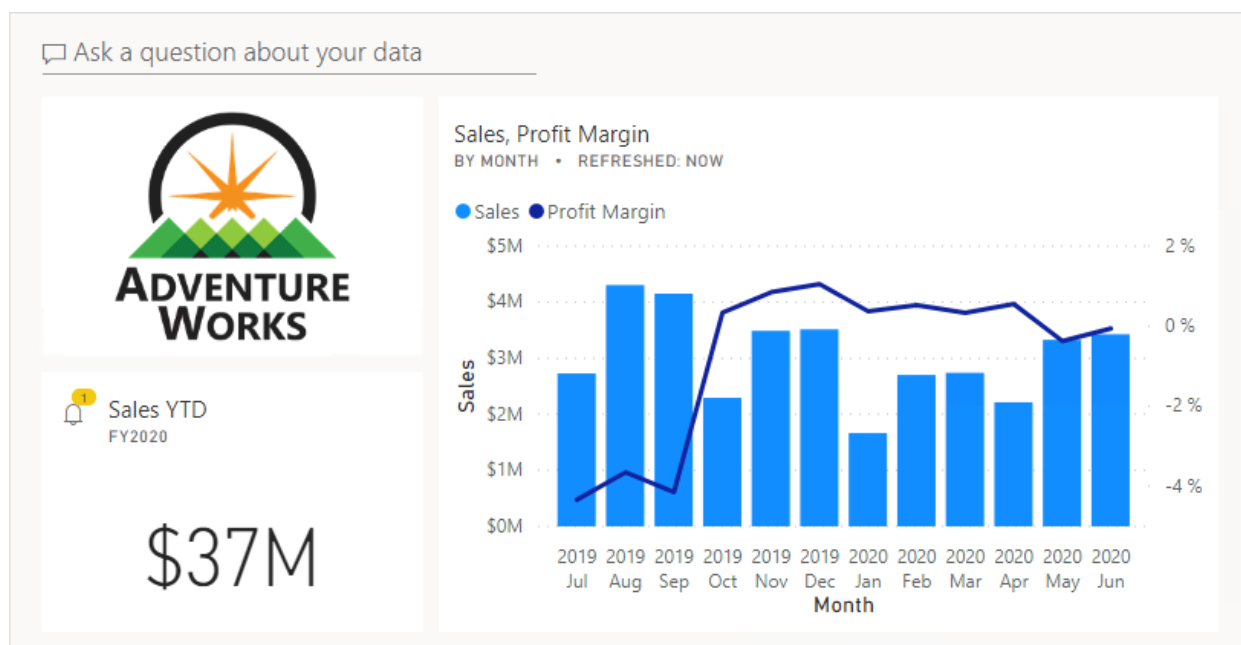 Ask a question about your data
ADVENTURE
WORKS
1
Sales YTD
FY2020
$37M
Sales, Profit Margin
BY MONTH • REFRESHED: NOW
Sales Profit Margin
$5M
$4M
$3M
$2M
$1M
$0M
Sales
2 %
0 %
-2 %
-4 %
2019 2019 2019 2019 2019 2019 2020 2020 2020 2020 2020 2020
Jul Aug Sep Oct Nov Dec Jan Feb Mar Apr May Jun
Month